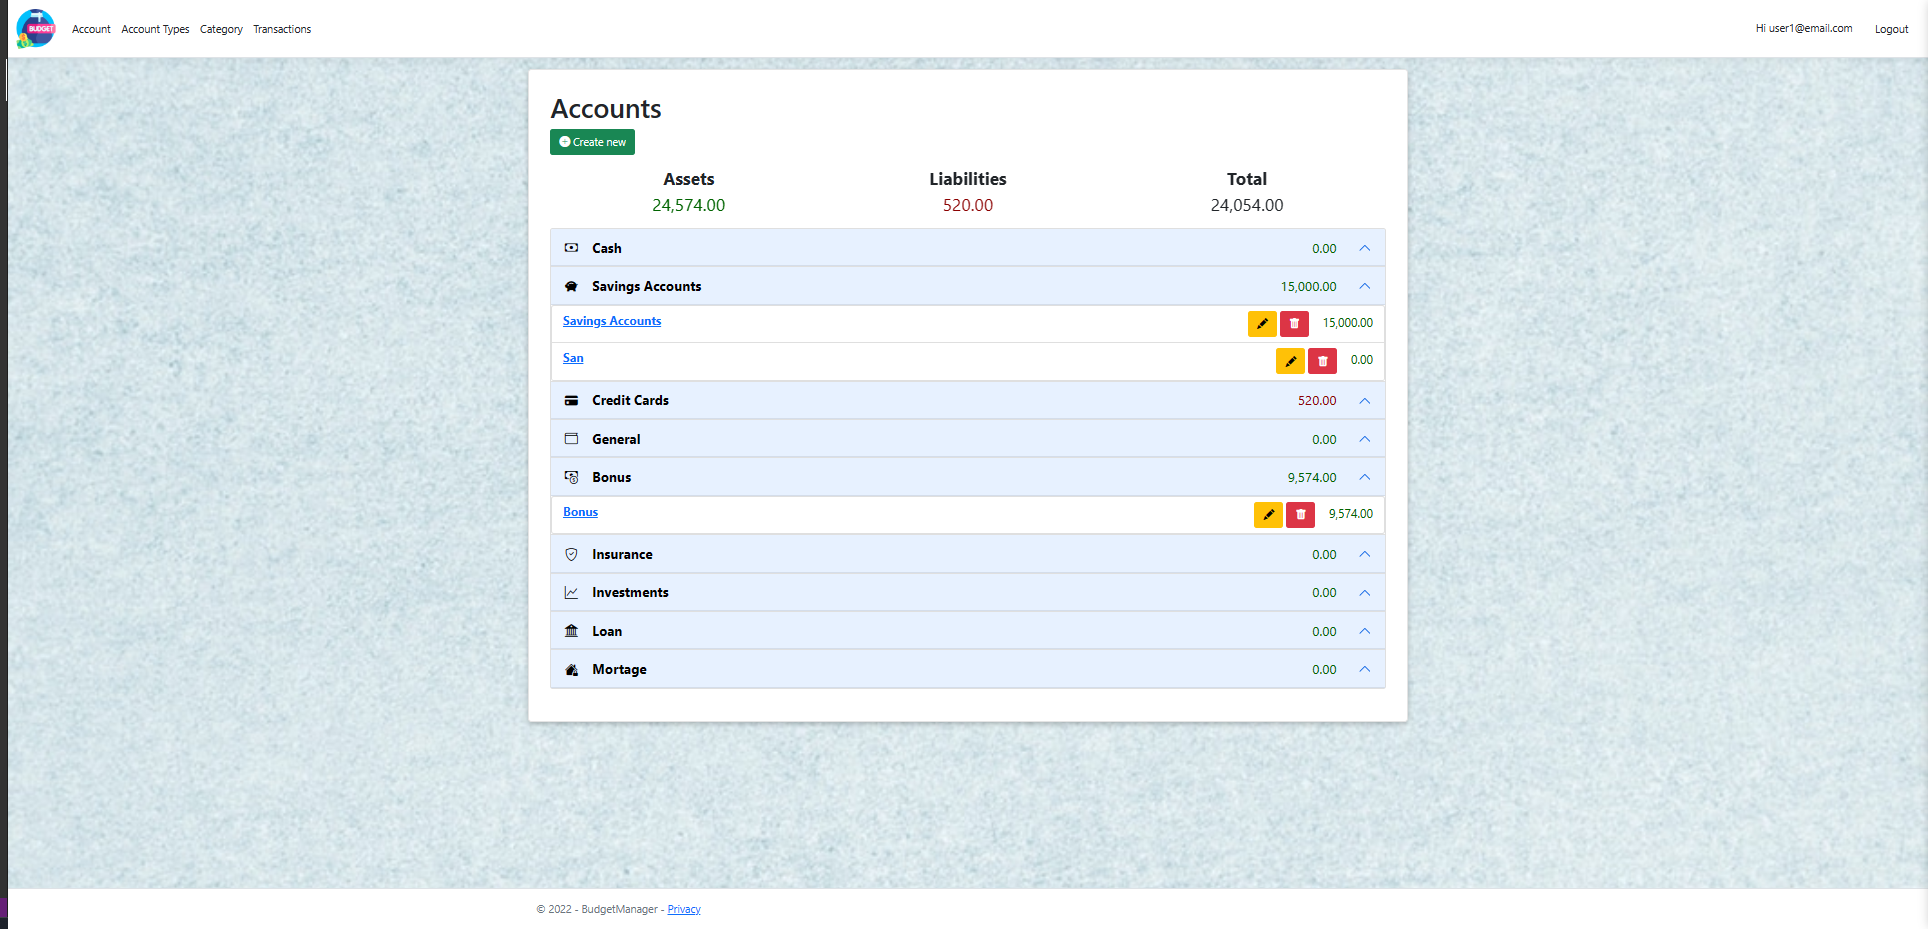 BUDGET
Account Account Types Category Transactions Hi user1@email.com Logout
Accounts
Create new
Assets Liabilities Total
24,574.00 520.00 24,054.00
Cash 0.00
Savings Accounts 15,000.00
Savings Accounts 15,000.00
San 0.00
Credit Cards 520.00
General 0.00
Bonus 9,574.00
Bonus 9,574.00
Insurance 0.00
Investments 0.00
Loan 0.00
Mortage 0.00
© 2022 - BudgetManager - Privacy